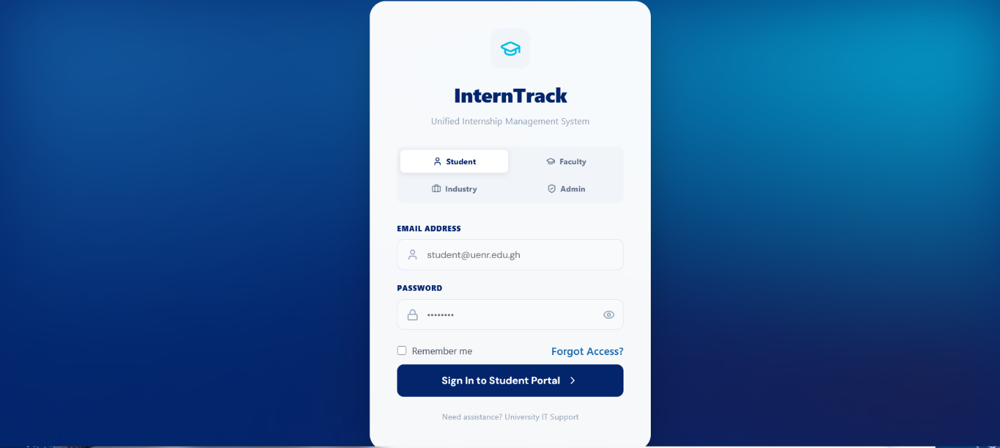 InternTrack
Unified Internship Management System
Student
Faculty
Industry
Admin
EMAIL ADDRESS
student@uenr.edu.gh
PASSWORD
••••••••
Remember me
Forgot Access?
Sign In to Student Portal
Need assistance? University IT Support